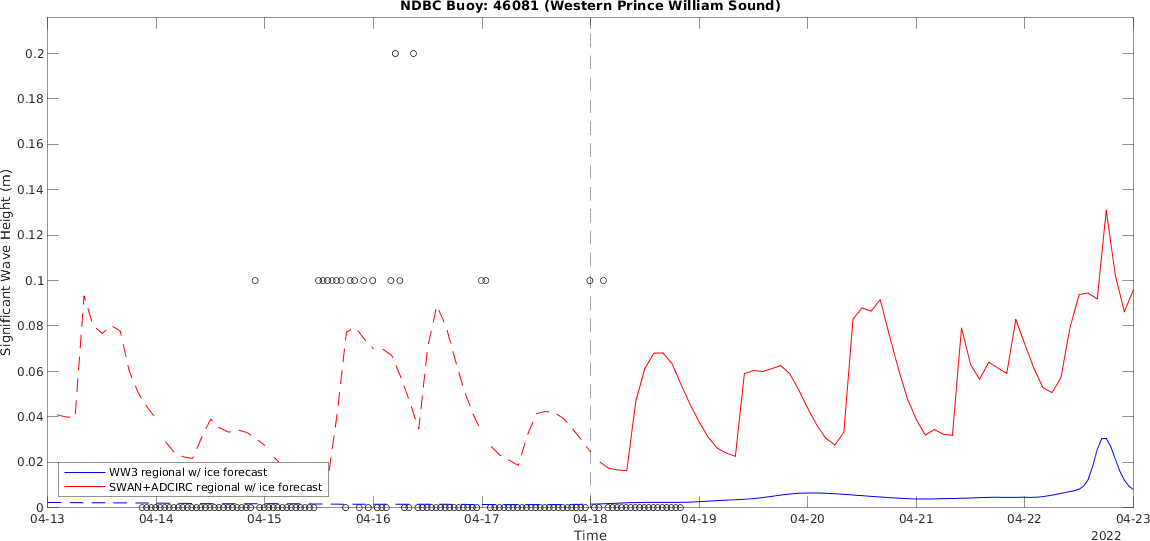 NDBC Buoy: 46081 (Western Prince William Sound)
0.2
0.18
0.16
0.14
0.12
0.1
0.08
0.06
0.04
0.02
0
Significant Wave Height (m)
WW3 regional w/ ice forecast
SWAN+ADCIRC regional w/ ice forecast
04-13 04-14 04-15 04-16 04-17 04-18 04-19 04-20 04-21 04-22 04-23
Time
2022